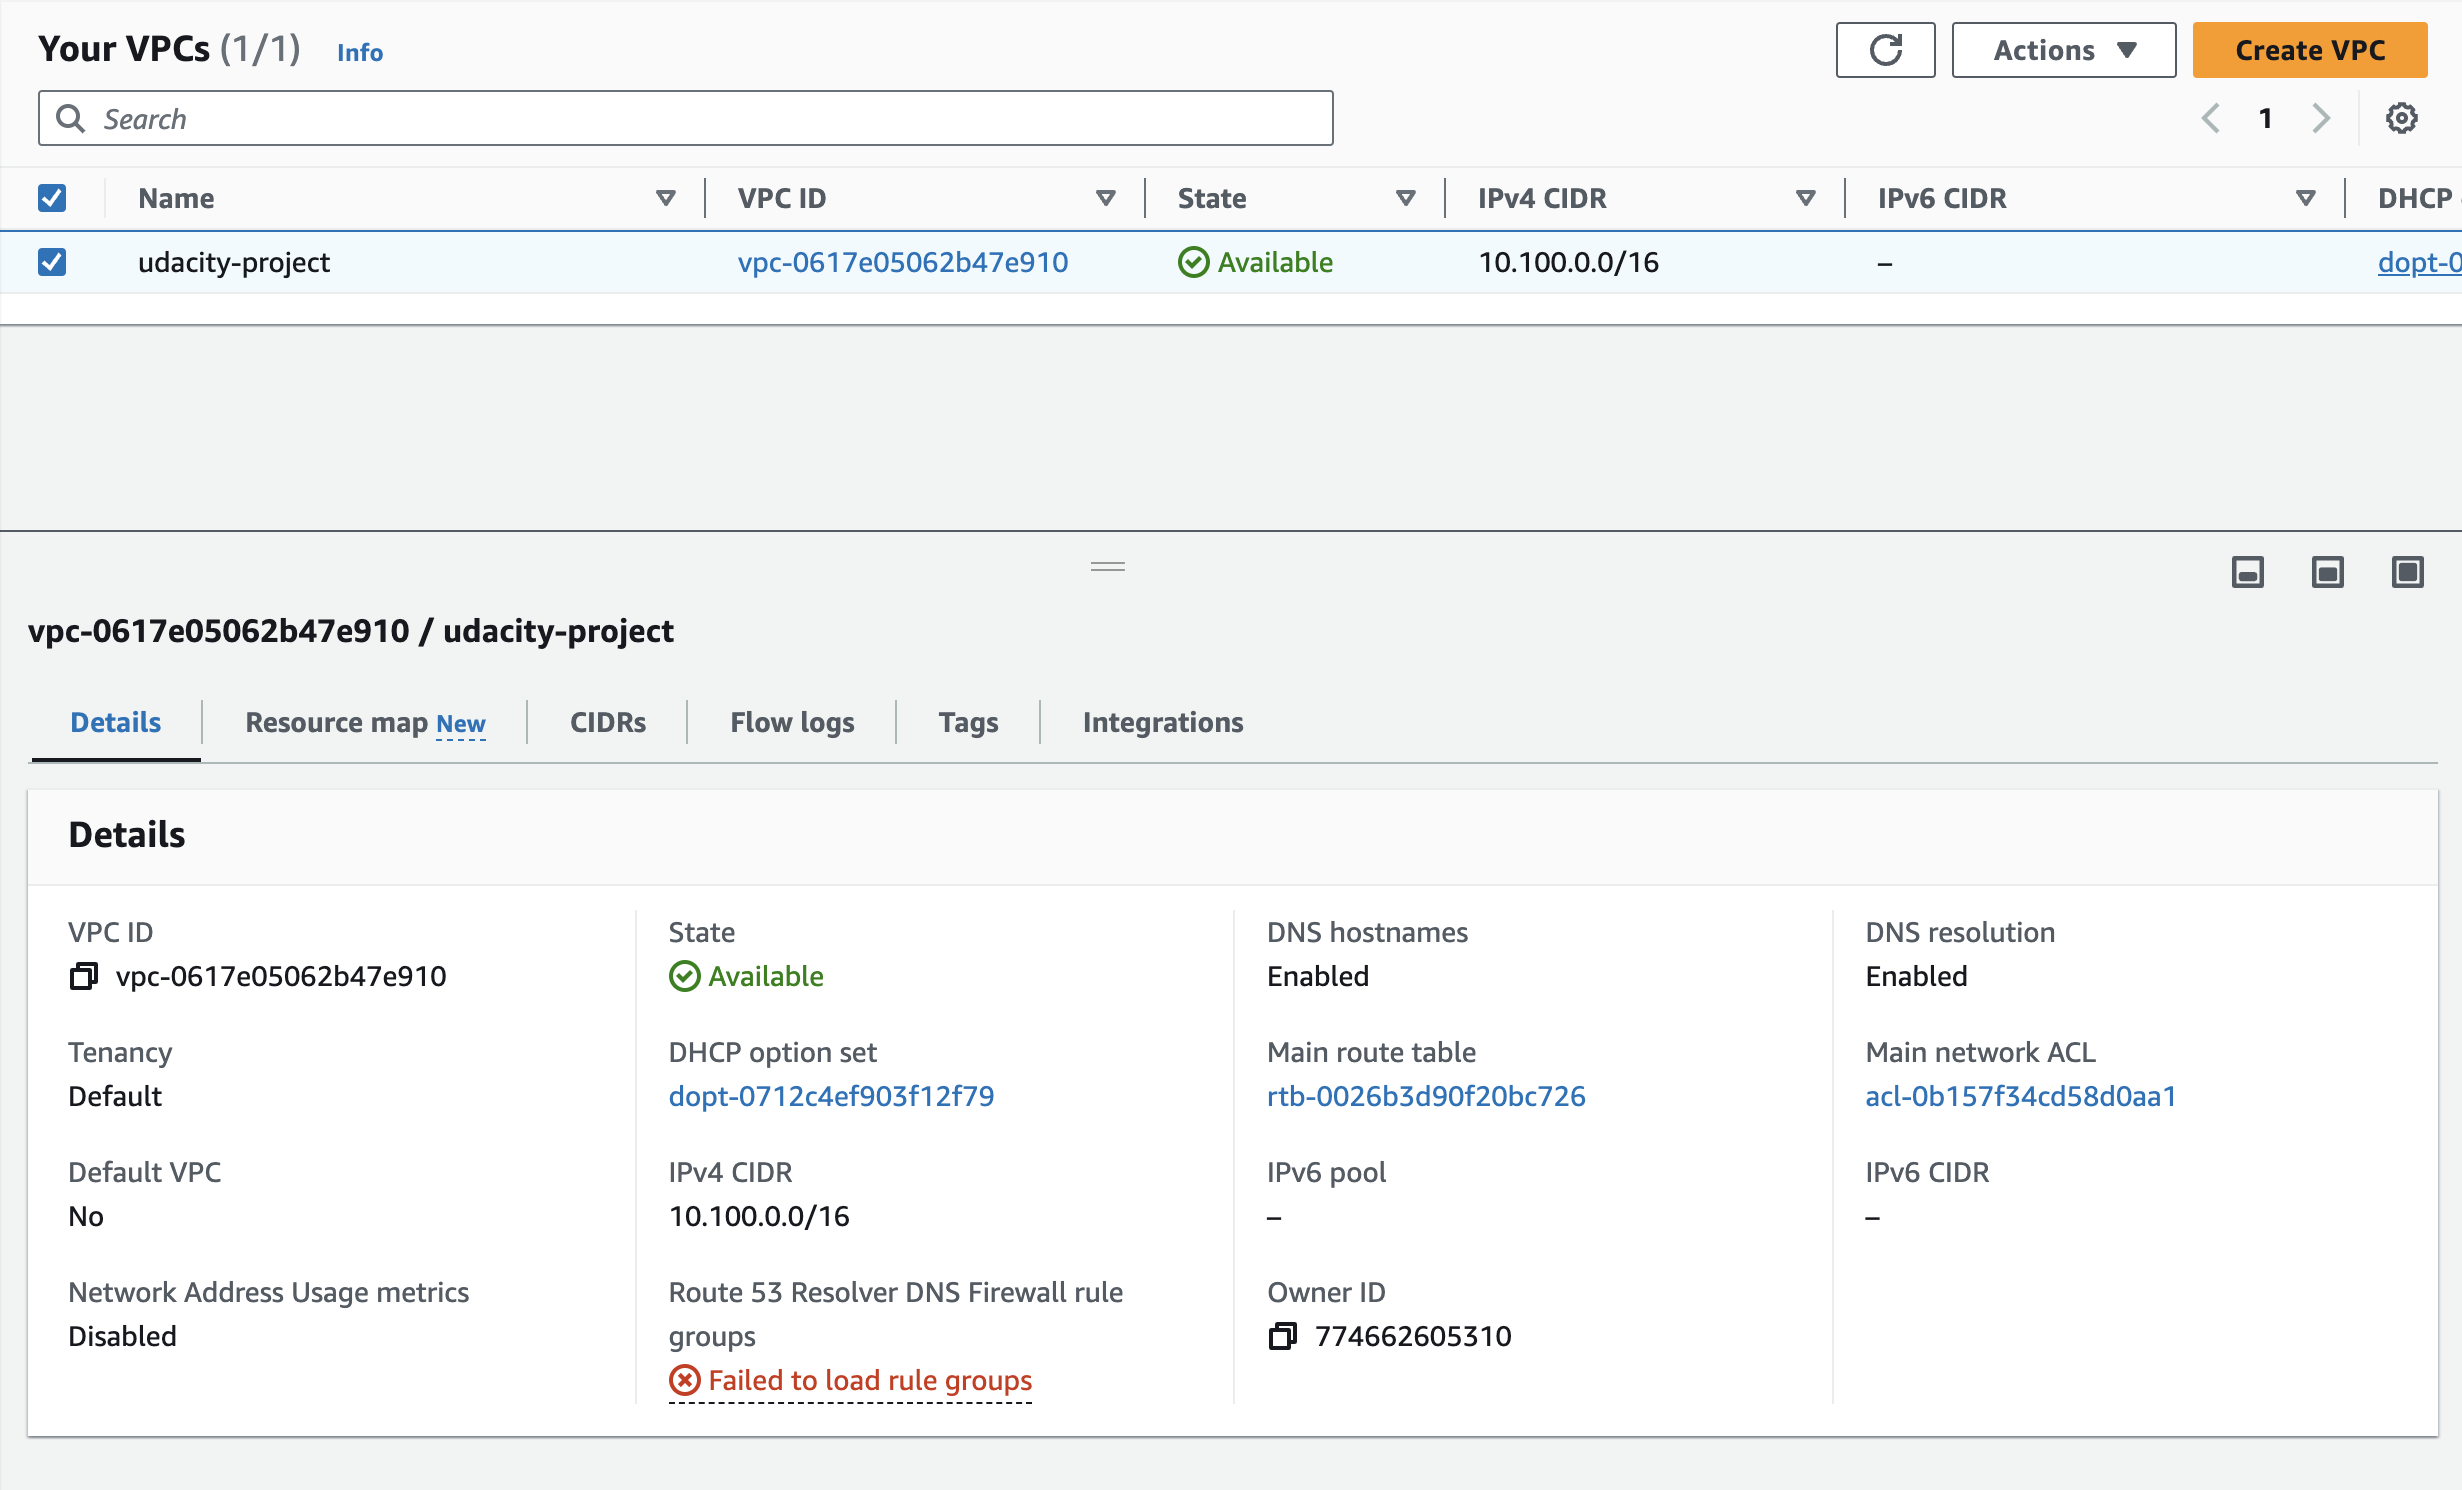 Your VPCs (1/1) Info
Actions
Create VPC
Search
1
Name VPC ID State IPv4 CIDR IPv6 CIDR DHCP
udacity-project vpc-0617e05062b47e910 Available 10.100.0.0/16 – dopt-0
vpc-0617e05062b47e910 / udacity-project
Details Resource map New CIDRs Flow logs Tags Integrations
Details
VPC ID State DNS hostnames DNS resolution
vpc-0617e05062b47e910 Available Enabled Enabled
Tenancy DHCP option set Main route table Main network ACL
Default dopt-0712c4ef903f12f79 rtb-0026b3d90f20bc726 acl-0b157f34cd58d0aa1
Default VPC IPv4 CIDR IPv6 pool IPv6 CIDR
No 10.100.0.0/16 – –
Network Address Usage metrics Route 53 Resolver DNS Firewall rule Owner ID
Disabled groups 774662605310
Failed to load rule groups